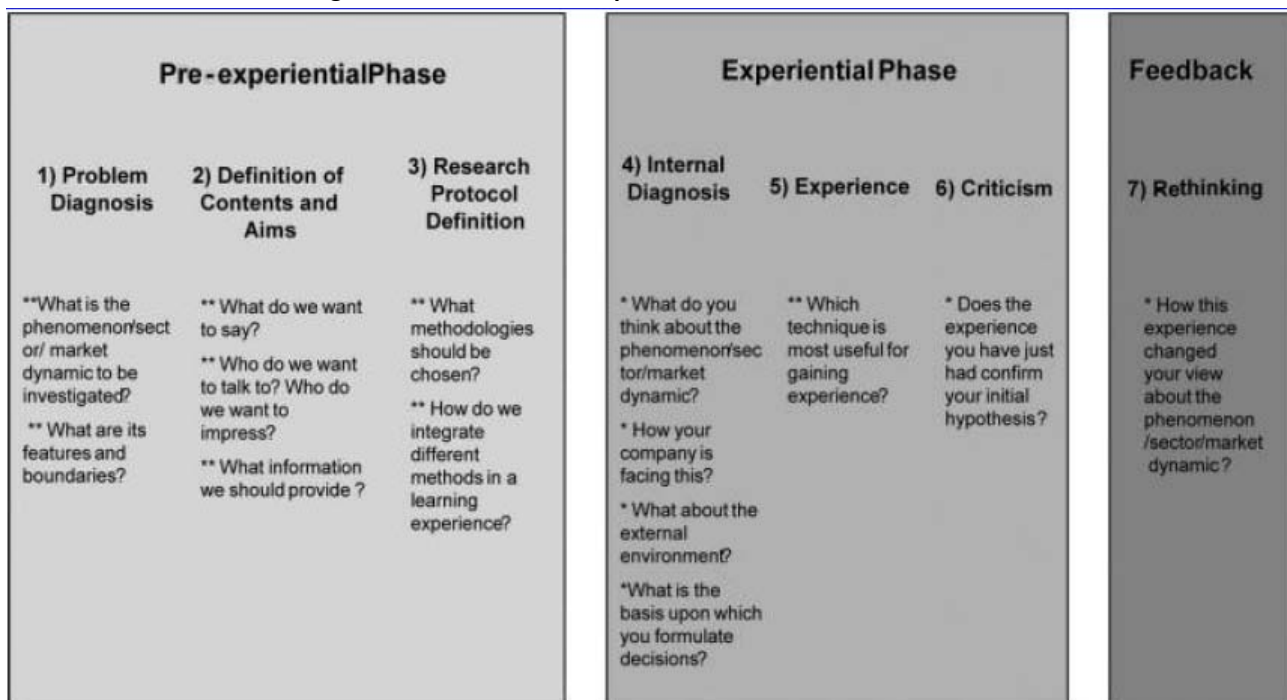 Pre-experientialPhase
1) Problem
Diagnosis
2) Definition of
Contents and
Aims
3) Research
Protocol
Definition
**What is the
phenomenon/sect
or/ market
dynamic to be
investigated?
** What are its
features and
boundaries?
** What do we want
to say?
** Who do we want
to talk to? Who do
we want to
impress?
** What information
we should provide ?
** What
methodologies
should be
chosen?
** How do we
integrate
different
methods in a
learning
experience?
Experiential Phase
4) Internal
Diagnosis
5) Experience
6) Criticism
* What do you
think about the
phenomenon/sec
tor/market
dynamic?
* How your
company is
facing this?
* What about the
external
environment?
*What is the
basis upon which
you formulate
decisions?
** Which
technique is
most useful for
gaining
experience?
* Does the
experience
you have just
had confirm
your initial
hypothesis?
Feedback
7) Rethinking
* How this
experience
changed
your view
about the
phenomenon
/sector/market
dynamic?